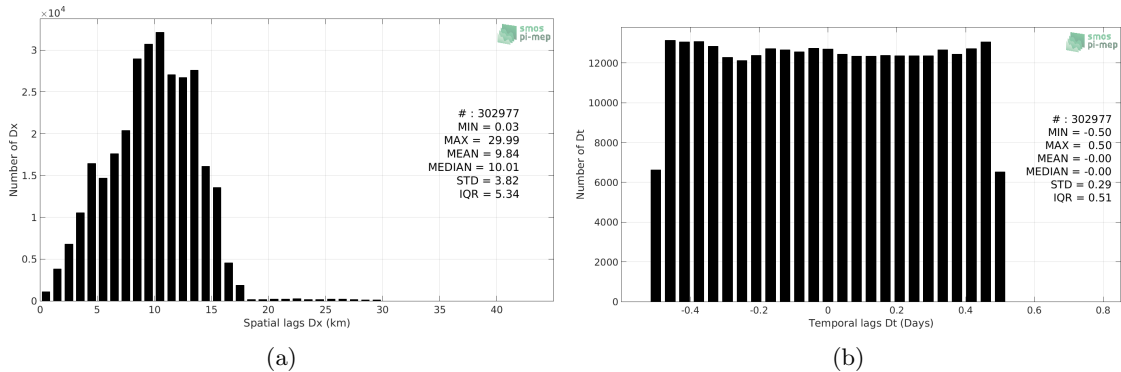 ×10⁴
3
2.5
2
1.5
1
0.5
0
Number of Dx
0 5 10 15 20 25 30 35 40
Spatial lags Dx (km)
smos
pi-mep
# : 302977
MIN = 0.03
MAX = 29.99
MEAN = 9.84
MEDIAN = 10.01
STD = 3.82
IQR = 5.34
(a)
12000
10000
8000
6000
4000
2000
0
Number of Dt
-0.4 -0.2 0 0.2 0.4 0.6 0.8
Temporal lags Dt (Days)
smos
pi-mep
# : 302977
MIN = -0.50
MAX = 0.50
MEAN = -0.00
MEDIAN = -0.00
STD = 0.29
IQR = 0.51
(b)